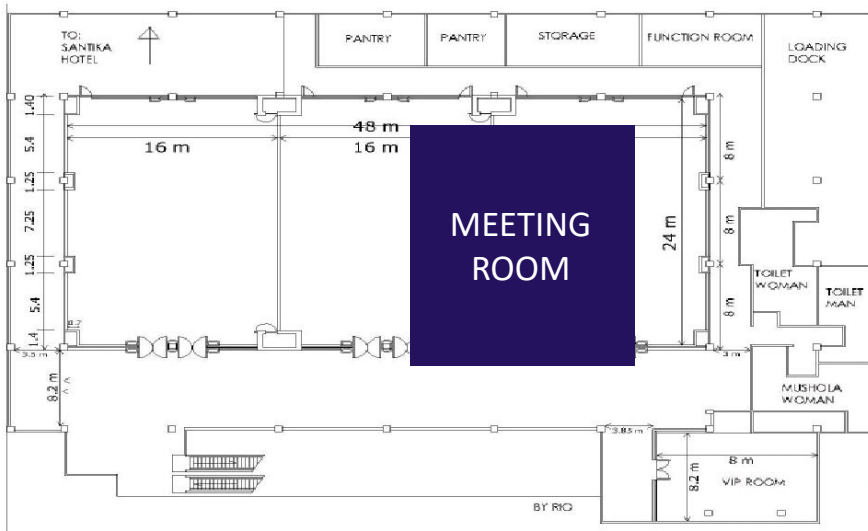 TO:
SANTIKA
HOTEL
PANTRY
PANTRY
STORAGE
FUNCTION ROOM
LOADING
DOCK
1.40
5.4
1.25
7.25
1.25
5.4
1.4
48 m
16 m
16 m
MEETING
ROOM
24 m
8 m
8 m
8 m
TOILET
WOMAN
TOILET
MAN
3.5 m
8.2 m
3 m
MUSHOLA
WOMAN
3.85 m
8 m
8.2 m
VIP ROOM
BY RIO